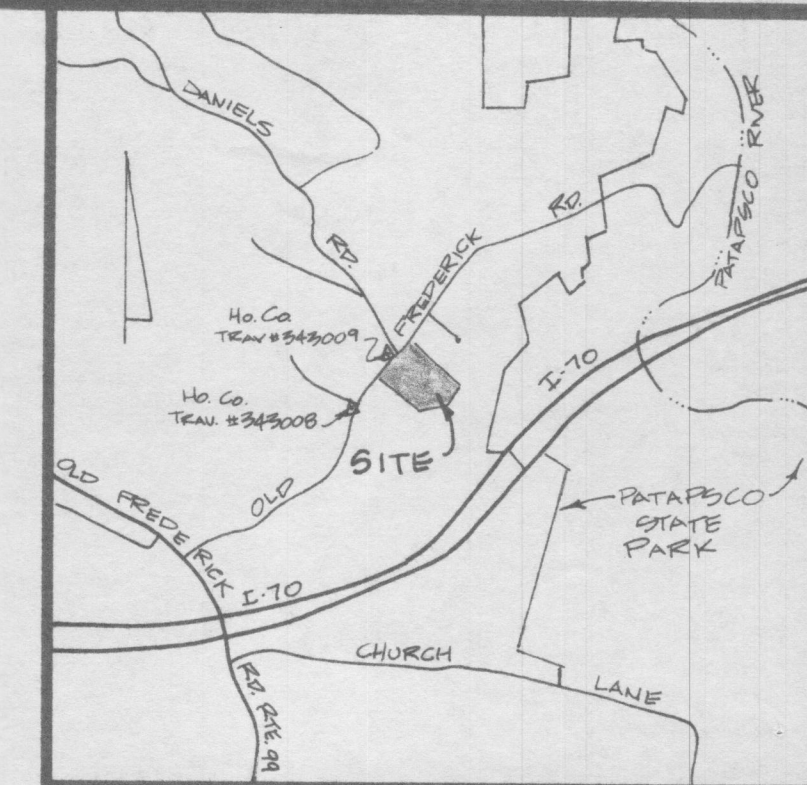 DANIELS
RD.
FREDERICK
RD.
PATAPSCO RIVER
Ho. Co.
TRAV #343009
Ho. Co.
TRAV. #343008
I-70
SITE
OLD
OLD FREDERICK
PATAPSCO
STATE
PARK
I-70
CHURCH
LANE
RD. RTE. 99